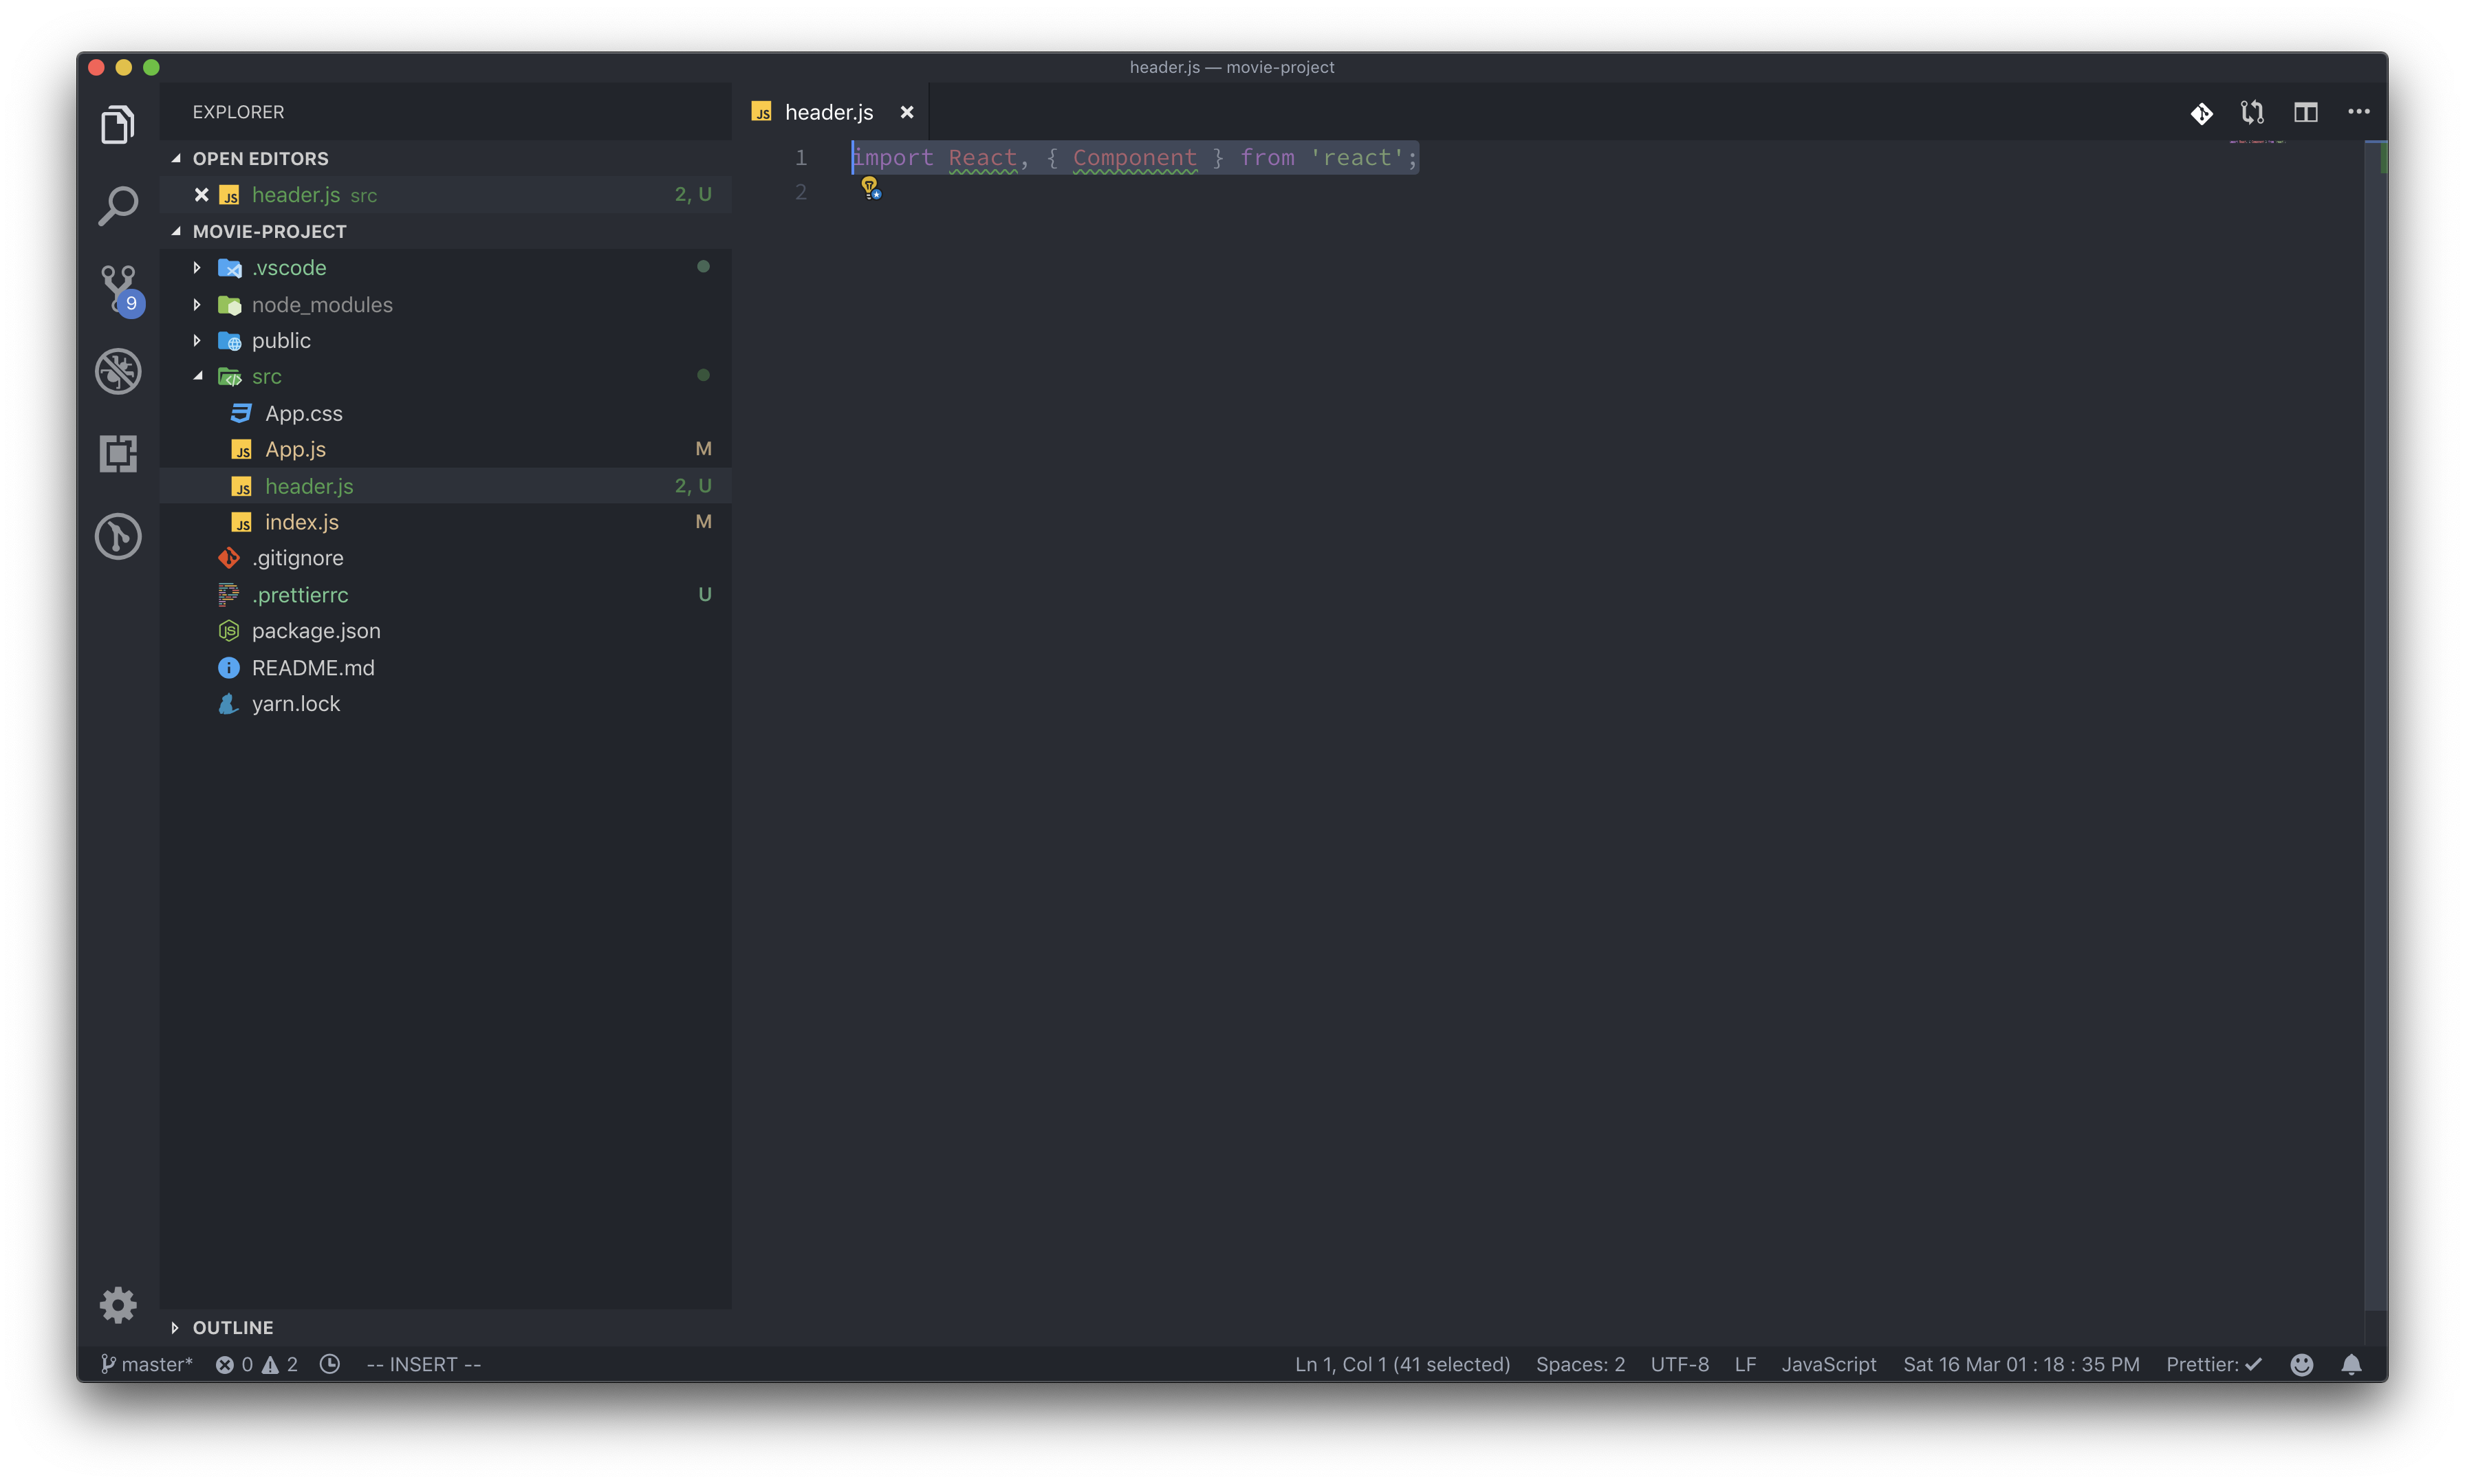 header.js — movie-project
EXPLORER
OPEN EDITORS
header.js src 2, U
MOVIE-PROJECT
.vscode
node_modules
public
src
App.css
App.js M
header.js 2, U
index.js M
.gitignore
.prettierrc U
package.json
README.md
yarn.lock
OUTLINE
9
header.js
1 import React, { Component } from 'react';
2
master* 0 2 -- INSERT -- Ln 1, Col 1 (41 selected) Spaces: 2 UTF-8 LF JavaScript Sat 16 Mar 01 : 18 : 35 PM Prettier: ✓